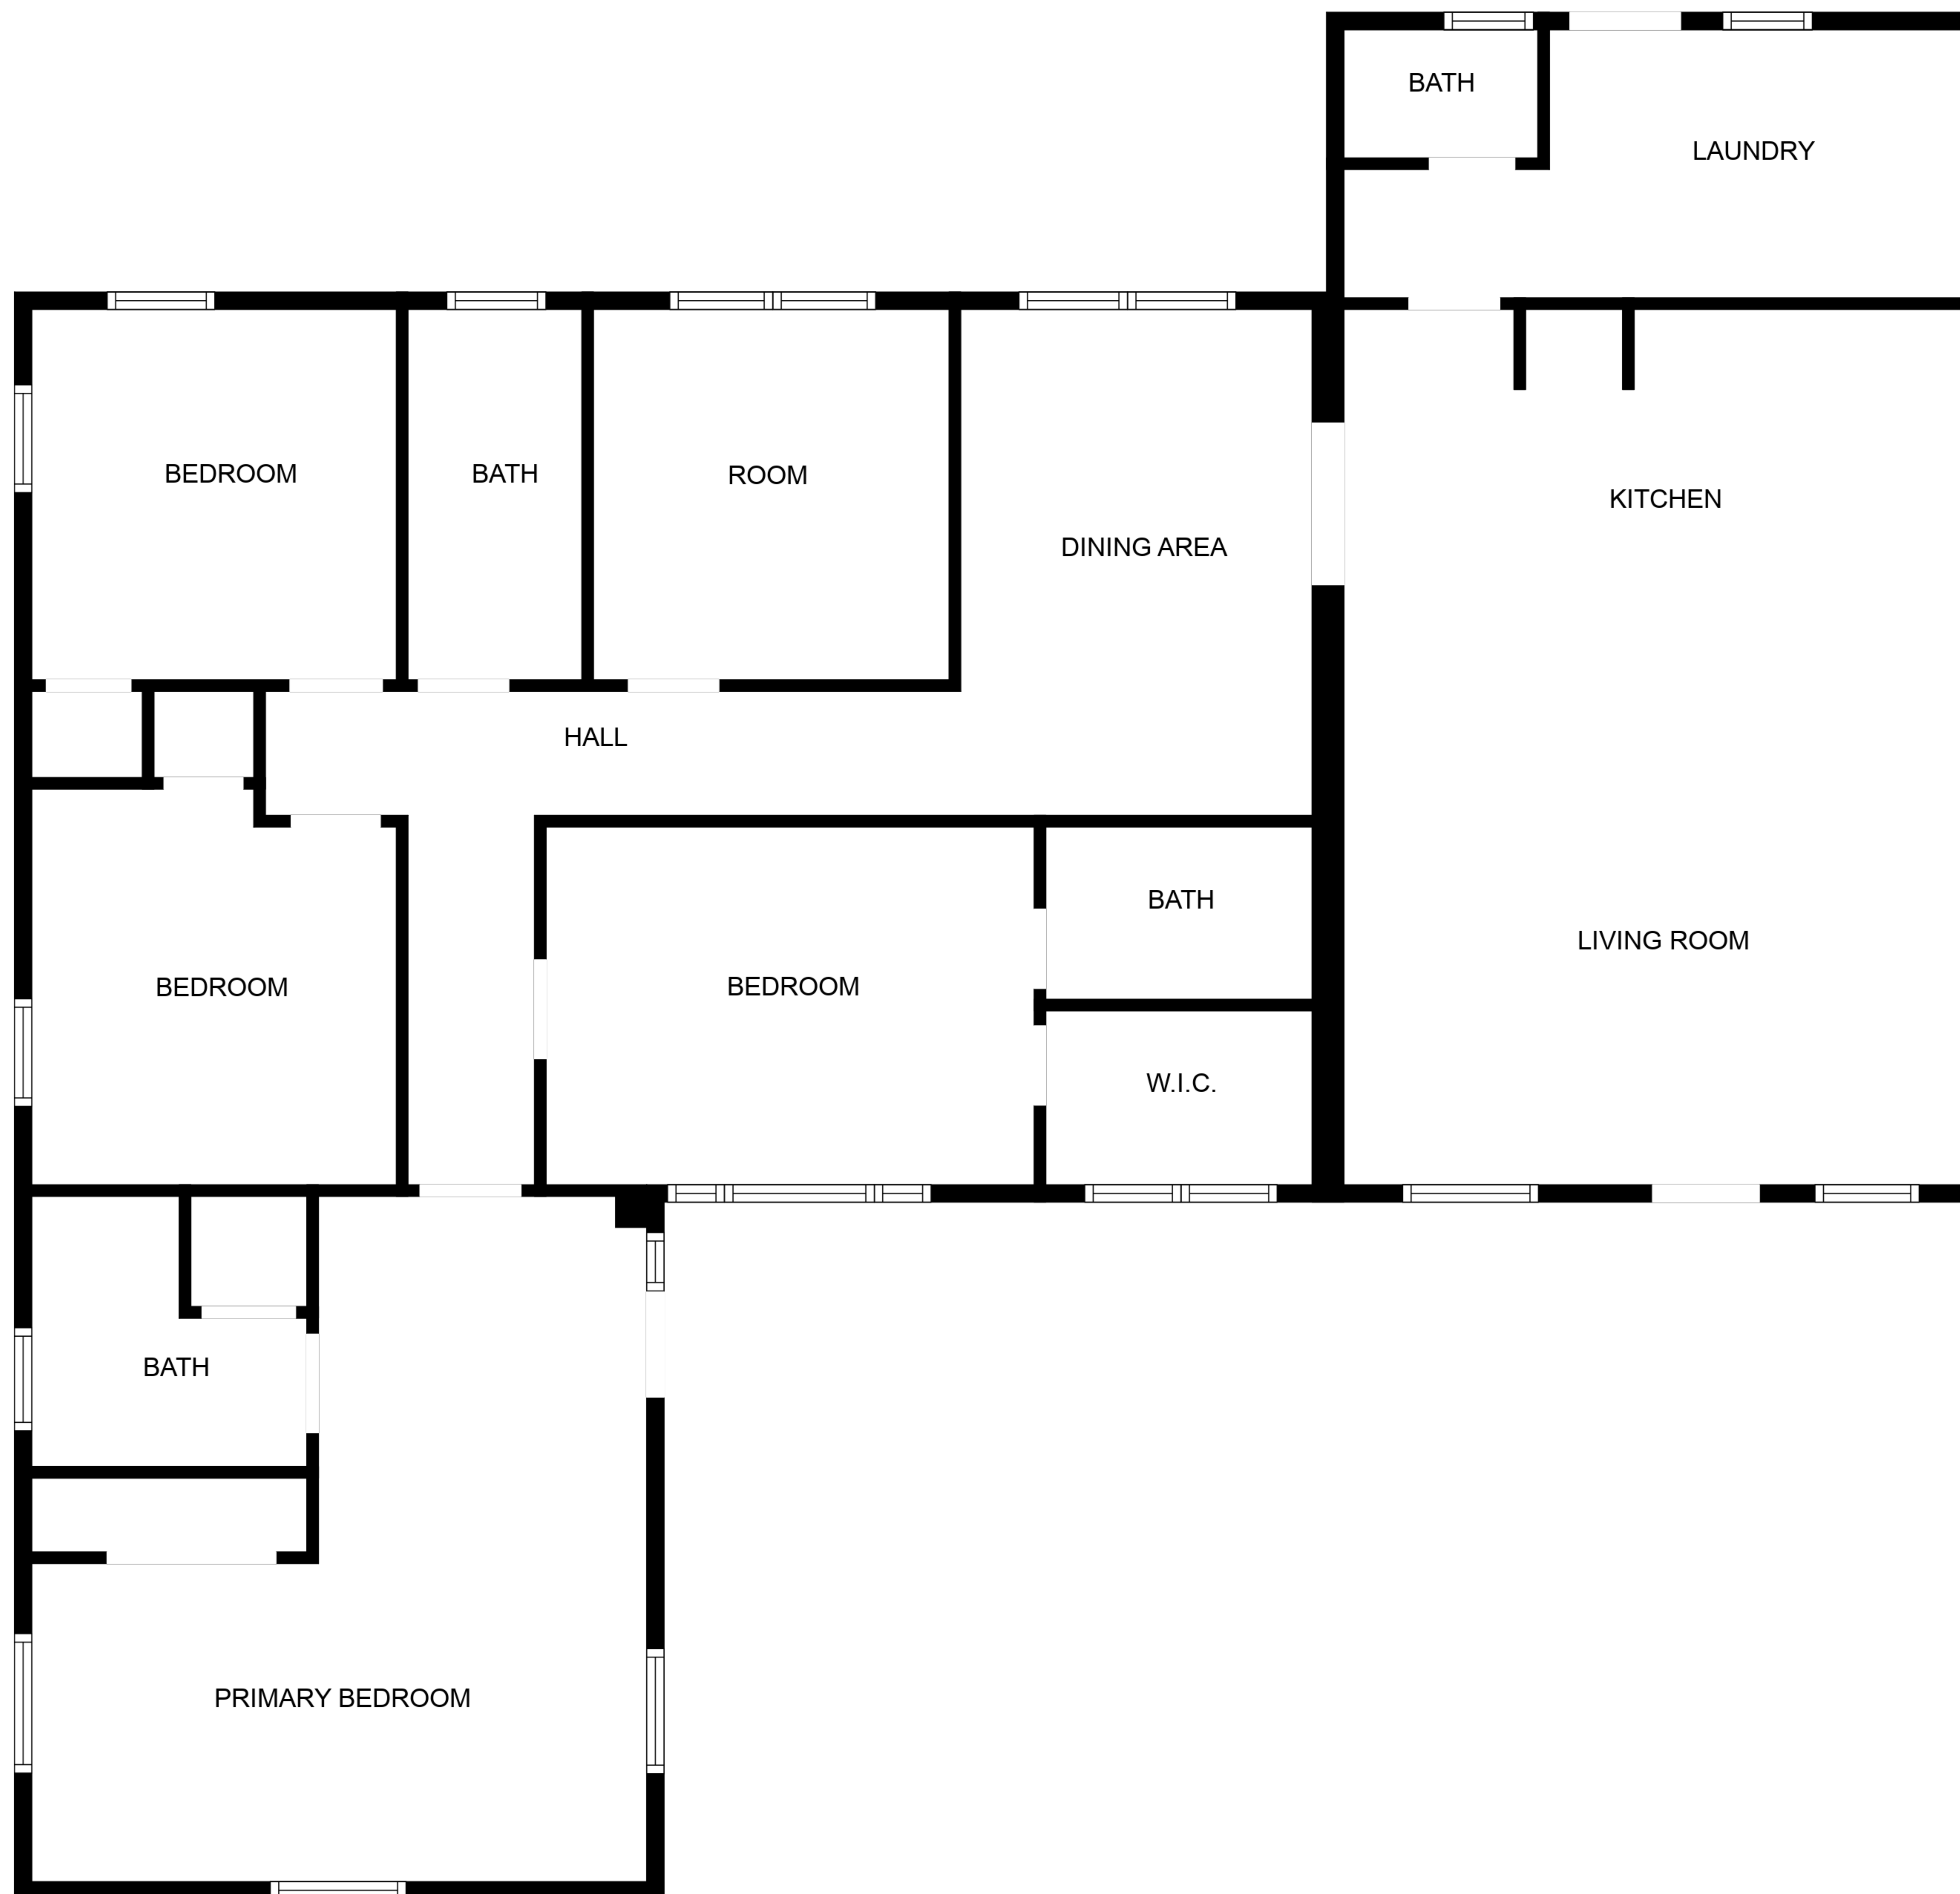 BATH
LAUNDRY
BEDROOM
BATH
ROOM
KITCHEN
DINING AREA
HALL
BATH
LIVING ROOM
BEDROOM
BEDROOM
W.I.C.
BATH
PRIMARY BEDROOM